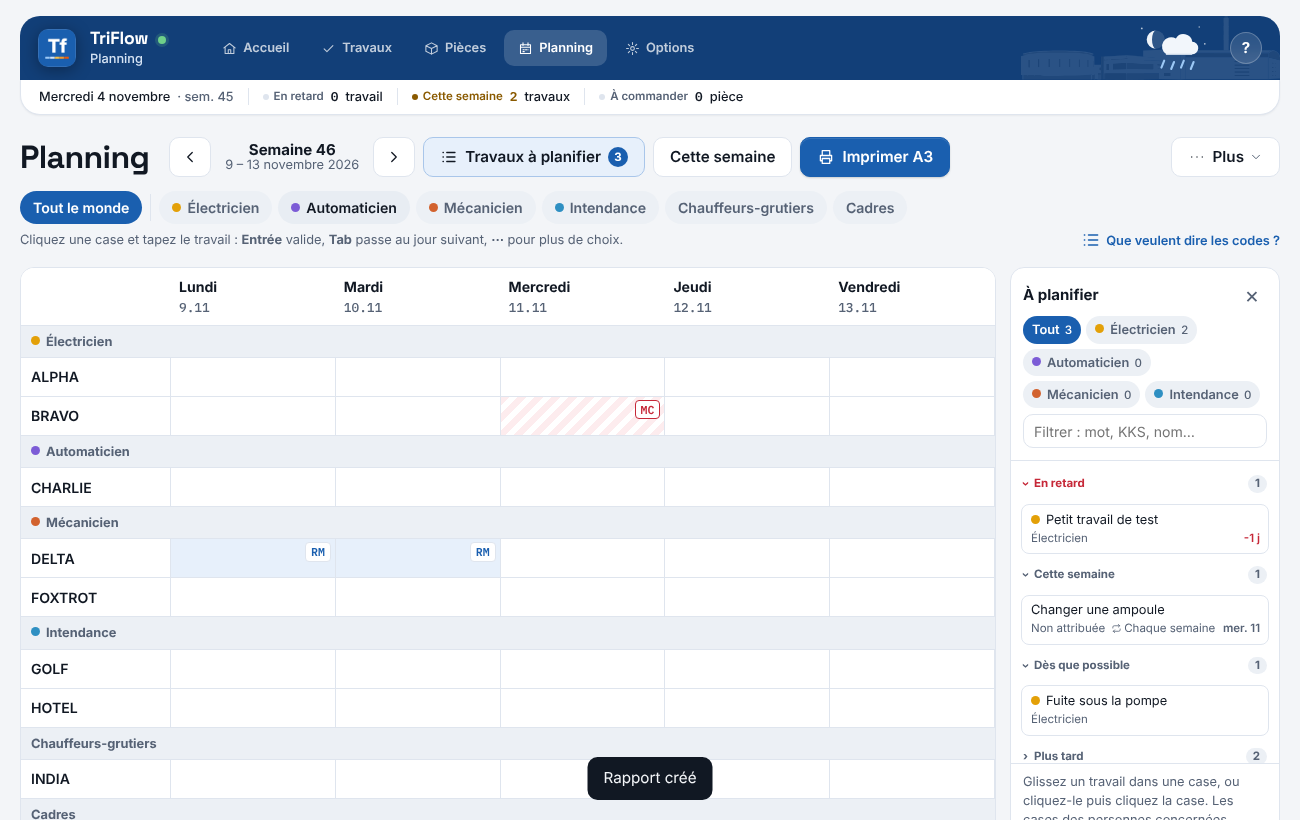 Tf
TriFlow
Planning
Accueil
Travaux
Pièces
Planning
Options
?
Mercredi 4 novembre · sem. 45
En retard 0 travail
Cette semaine 2 travaux
À commander 0 pièce
Planning
Semaine 46
9 – 13 novembre 2026
Travaux à planifier 3
Cette semaine
Imprimer A3
··· Plus
Tout le monde
Électricien
Automaticien
Mécanicien
Intendance
Chauffeurs-grutiers
Cadres
Cliquez une case et tapez le travail : Entrée valide, Tab passe au jour suivant, ··· pour plus de choix.
Que veulent dire les codes ?
Lundi
9.11
Mardi
10.11
Mercredi
11.11
Jeudi
12.11
Vendredi
13.11
Électricien
ALPHA
BRAVO
MC
Automaticien
CHARLIE
Mécanicien
DELTA
RM
RM
FOXTROT
Intendance
GOLF
HOTEL
Chauffeurs-grutiers
INDIA
Cadres
Rapport créé
À planifier
Tout 3
Électricien 2
Automaticien 0
Mécanicien 0
Intendance 0
Filtrer : mot, KKS, nom...
En retard 1
Petit travail de test
Électricien -1 j
Cette semaine 1
Changer une ampoule
Non attribuée Chaque semaine mer. 11
Dès que possible 1
Fuite sous la pompe
Électricien
Plus tard 2
Glissez un travail dans une case, ou
cliquez-le puis cliquez la case. Les
cases des personnes concernées